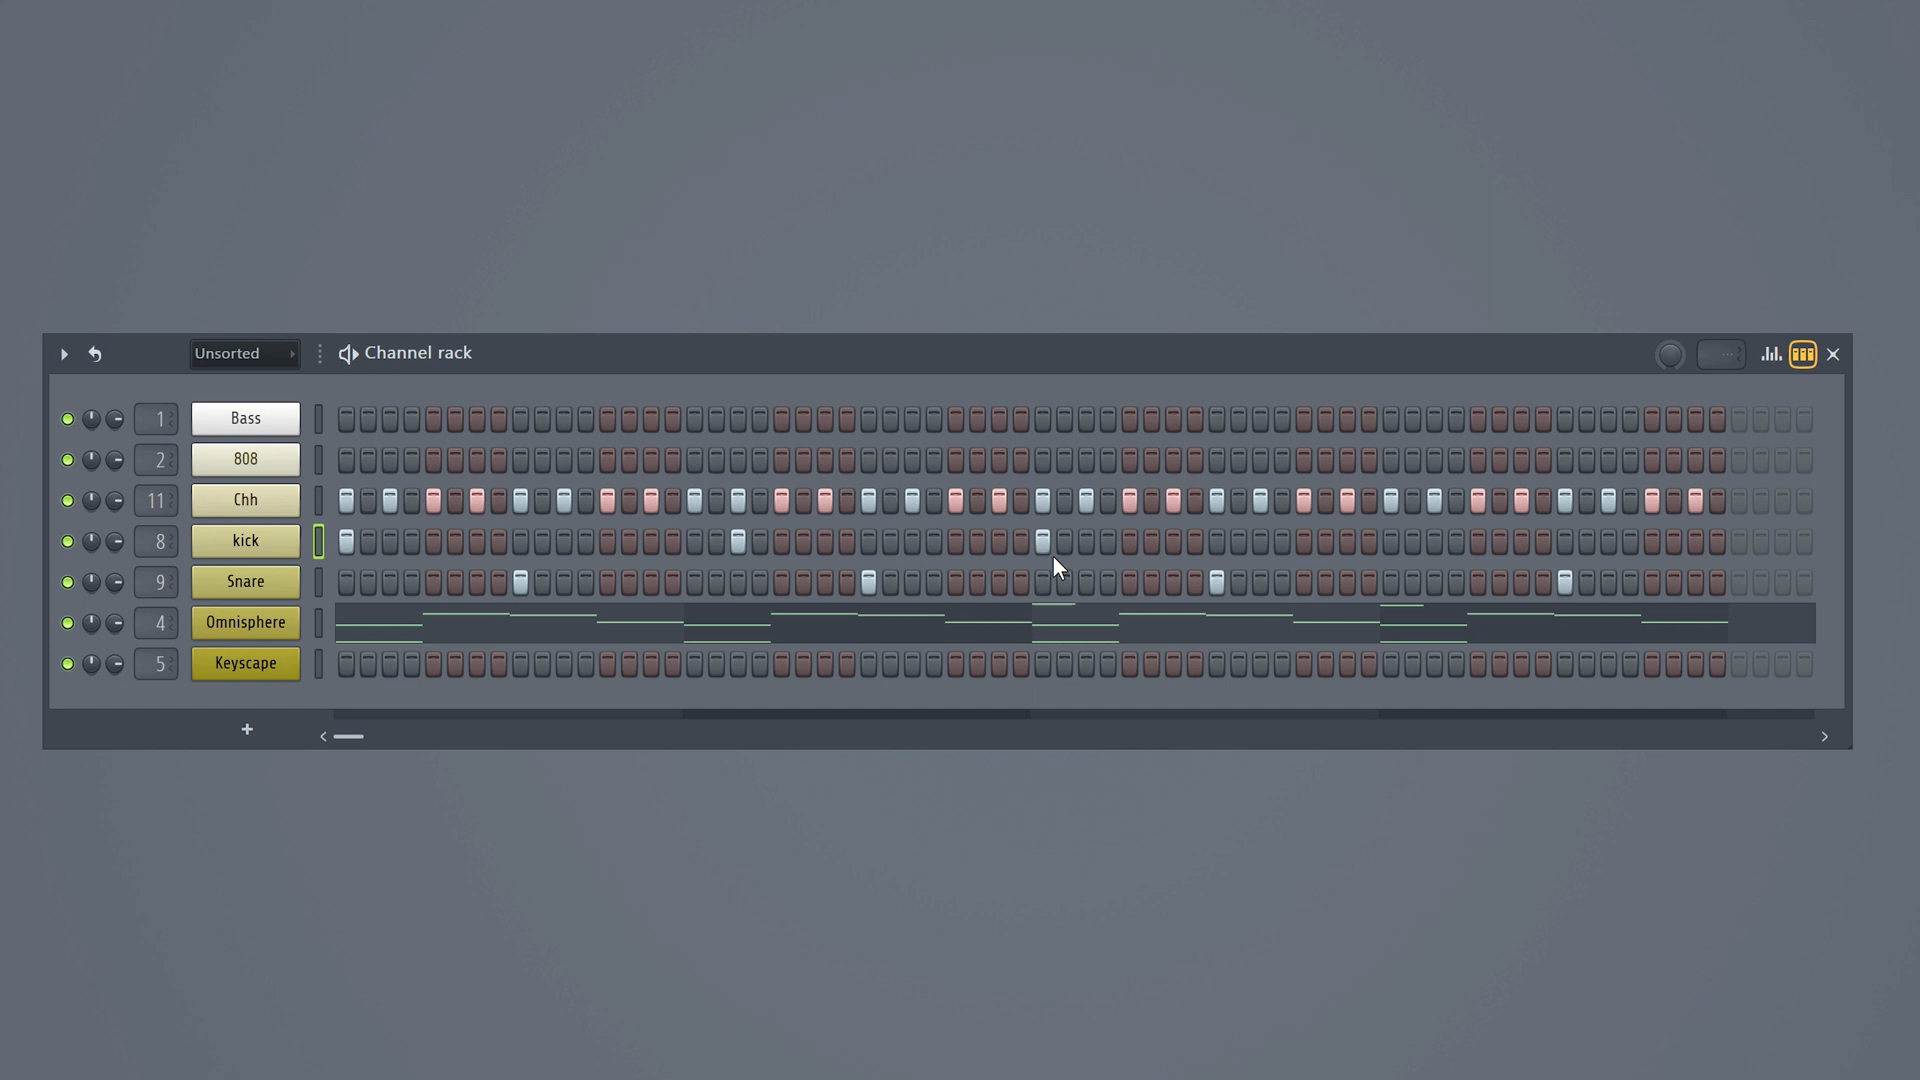 Unsorted
Channel rack
1 Bass
2 808
11 Chh
8 kick
9 Snare
4 Omnisphere
5 Keyscape
+